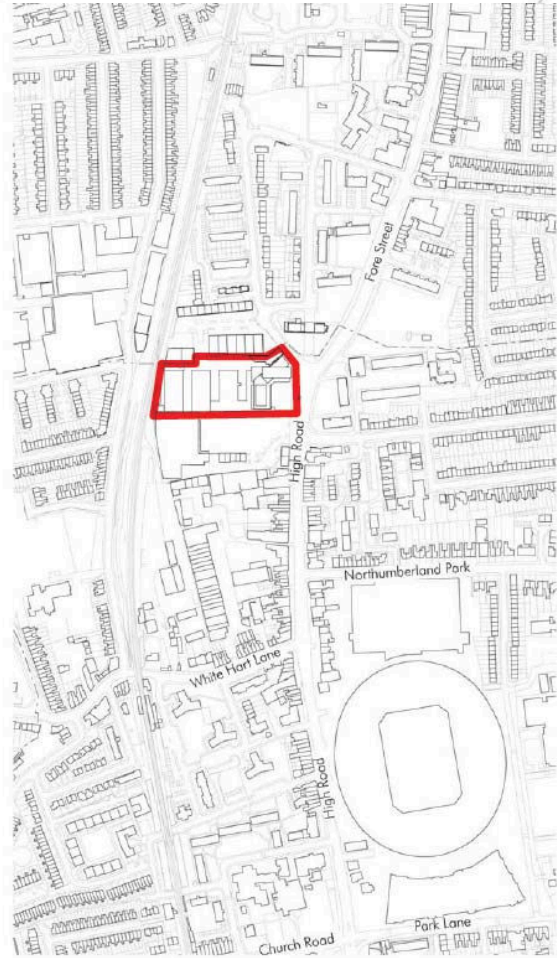 Fore Street
High Road
Northumberland Park
White Hart Lane
High Road
Park Lane
Church Road